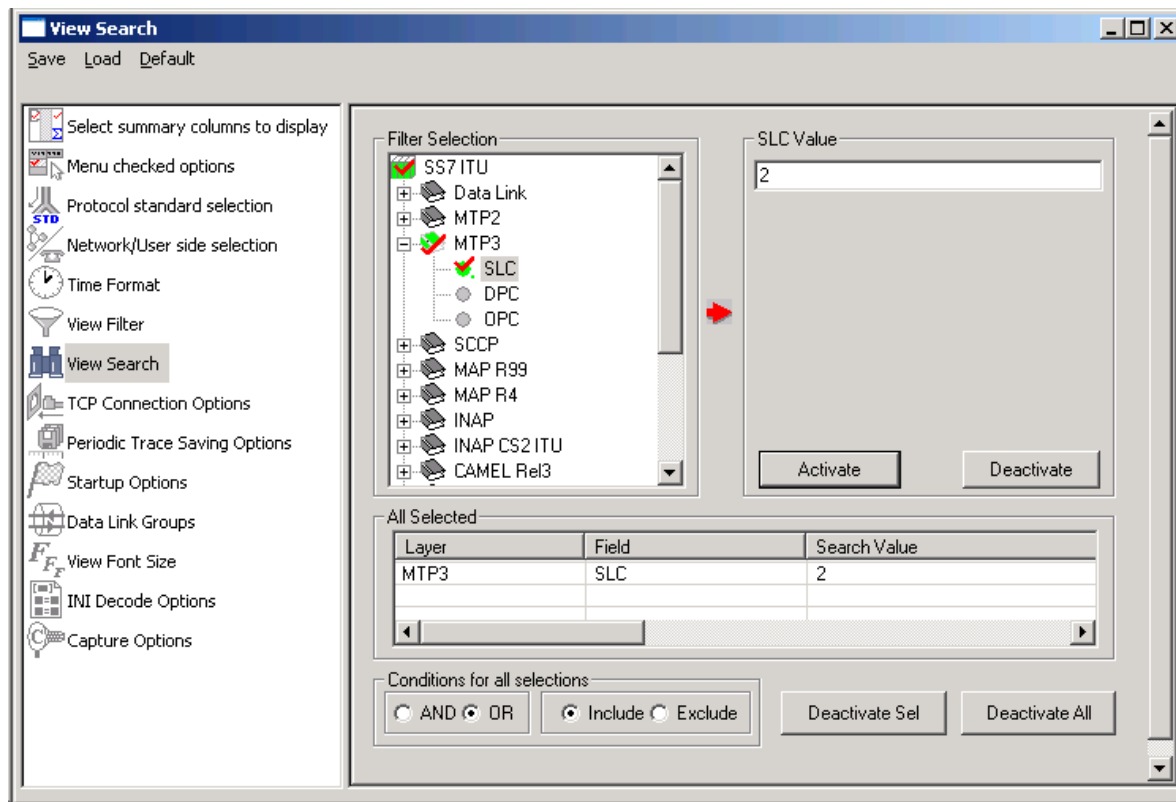 View Search
Save Load Default
Select summary columns to display
Menu checked options
Protocol standard selection
STD
Network/User side selection
Time Format
View Filter
View Search
TCP Connection Options
Periodic Trace Saving Options
Startup Options
Data Link Groups
View Font Size
INI Decode Options
Capture Options
Filter Selection
SS7 ITU
Data Link
MTP2
MTP3
SLC
DPC
OPC
SCCP
MAP R99
MAP R4
INAP
INAP CS2 ITU
CAMEL Rel3
SLC Value
2
Activate Deactivate
All Selected
Layer Field Search Value
MTP3 SLC 2
Conditions for all selections
AND OR Include Exclude
Deactivate Sel Deactivate All